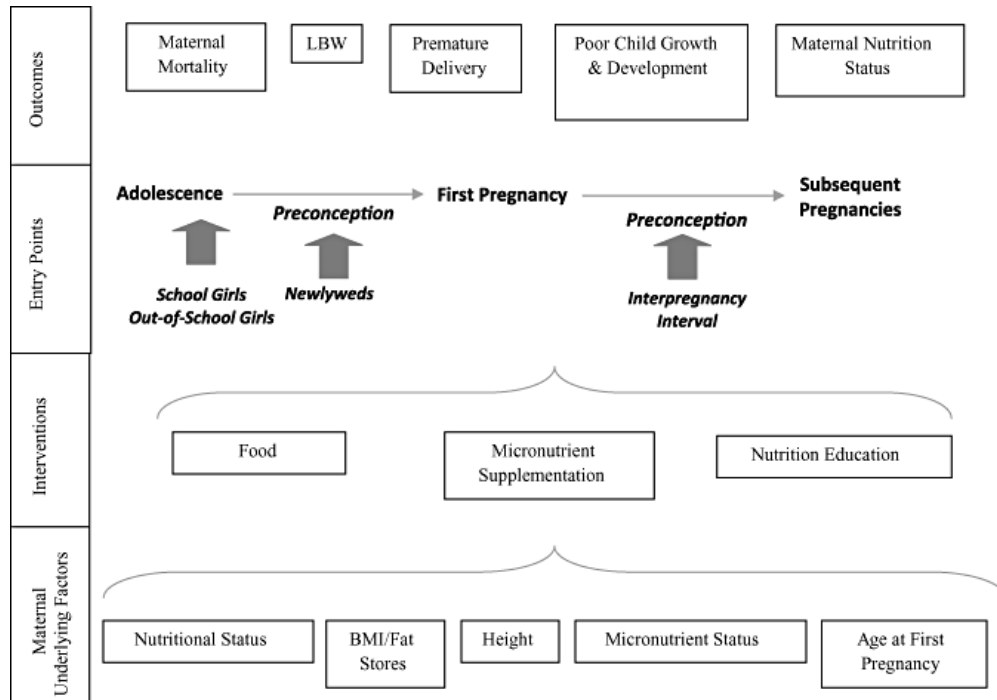 Outcomes
Maternal
Mortality
LBW
Premature
Delivery
Poor Child Growth
& Development
Maternal Nutrition
Status
Entry Points
Adolescence
Preconception
First Pregnancy
Preconception
Subsequent
Pregnancies
School Girls
Out-of-School Girls
Newlyweds
Interpregnancy
Interval
Interventions
Food
Micronutrient
Supplementation
Nutrition Education
Maternal
Underlying Factors
Nutritional Status
BMI/Fat
Stores
Height
Micronutrient Status
Age at First
Pregnancy